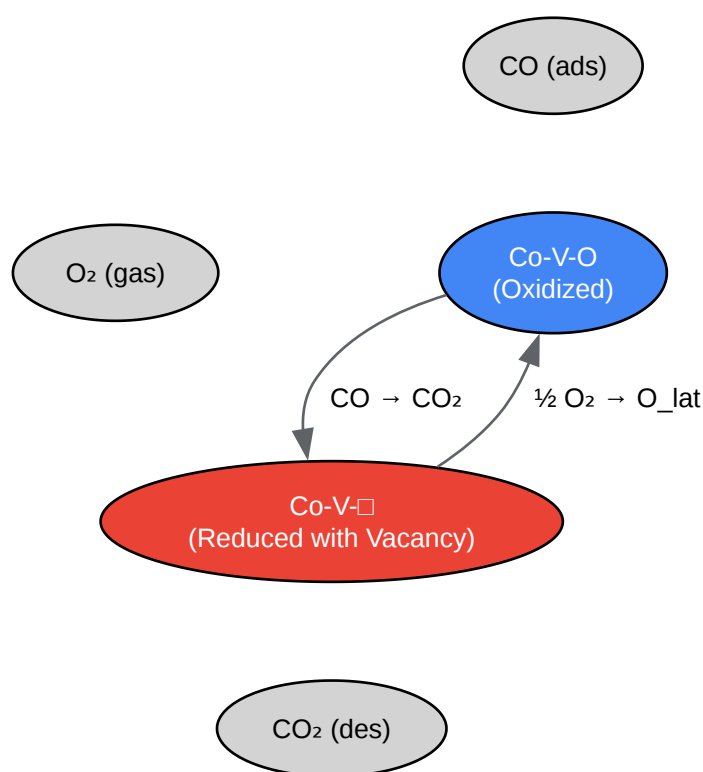 CO (ads)
O₂ (gas)
Co-V-O
(Oxidized)
CO → CO₂
½ O₂ → O_lat
Co-V-□
(Reduced with Vacancy)
CO₂ (des)